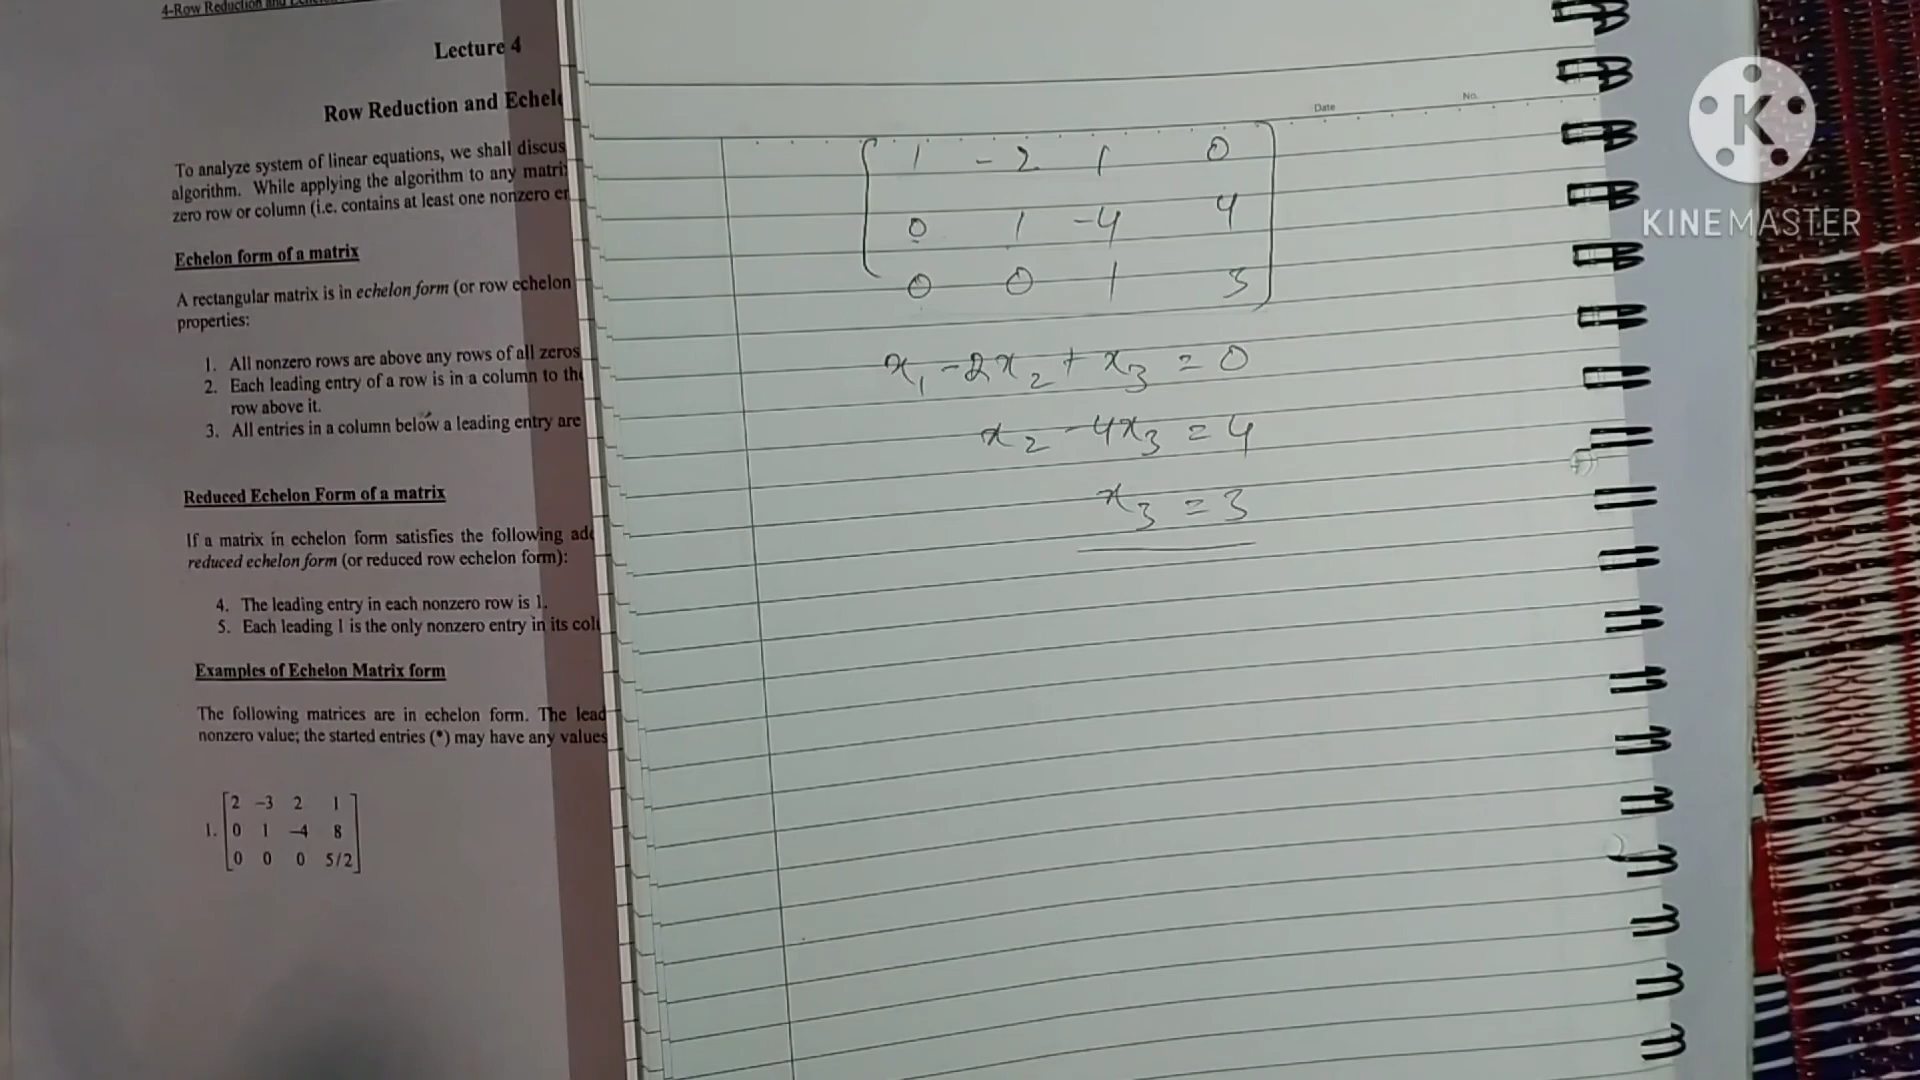 4-Row Reduction and
Lecture 4
Row Reduction and Echel
To analyze system of linear equations, we shall discus
algorithm. While applying the algorithm to any matri
zero row or column (i.e. contains at least one nonzero en
Echelon form of a matrix
A rectangular matrix is in echelon form (or row echelon
properties:
1. All nonzero rows are above any rows of all zeros
2. Each leading entry of a row is in a column to the
row above it.
3. All entries in a column below a leading entry are
Reduced Echelon Form of a matrix
If a matrix in echelon form satisfies the following add
reduced echelon form (or reduced row echelon form):
4. The leading entry in each nonzero row is 1.
5. Each leading 1 is the only nonzero entry in its colu
Examples of Echelon Matrix form
The following matrices are in echelon form. The lead
nonzero value; the started entries (*) may have any values
2 -3 2 1
1. 0 1 -4 8
0 0 0 5/2
Date No.
1 -2 1 0
0 1 -4 4
0 0 1 3
x₁ - 2x₂ + x₃ = 0
x₂ - 4x₃ = 4
x₃ = 3
K
KINEMASTER